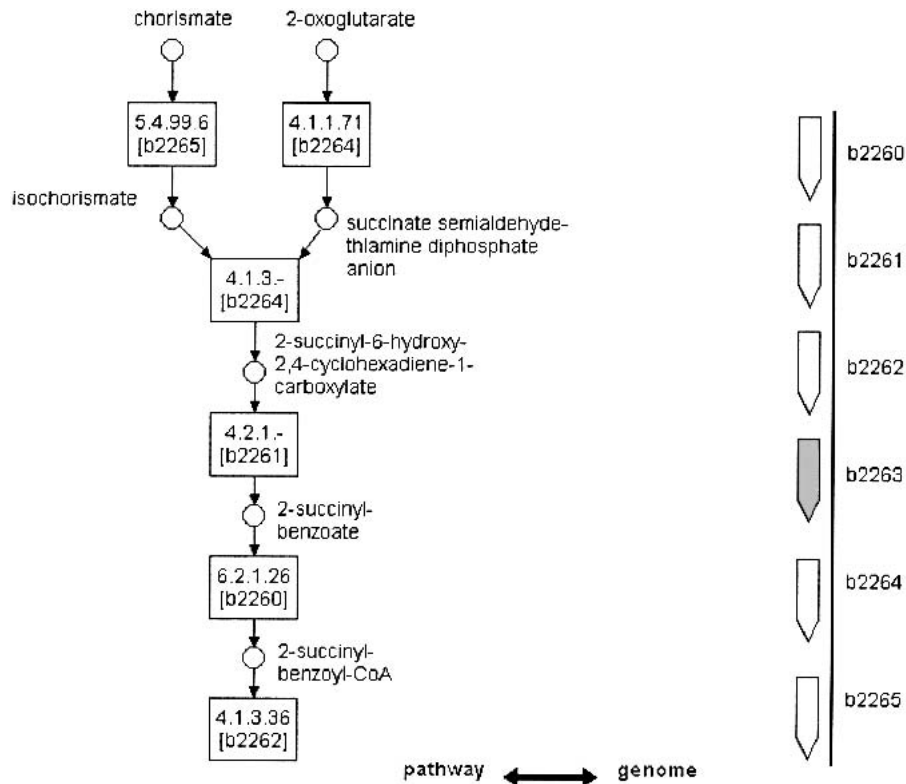 chorismate
2-oxoglutarate
5.4.99.6
[b2265]
4.1.1.71
[b2264]
isochorismate
succinate semialdehyde-
thlamine diphosphate
anion
4.1.3.-
[b2264]
2-succinyl-6-hydroxy-
2,4-cyclohexadiene-1-
carboxylate
4.2.1.-
[b2261]
2-succinyl-
benzoate
6.2.1.26
[b2260]
2-succinyl-
benzoyl-CoA
4.1.3.36
[b2262]
b2260
b2261
b2262
b2263
b2264
b2265
pathway
genome